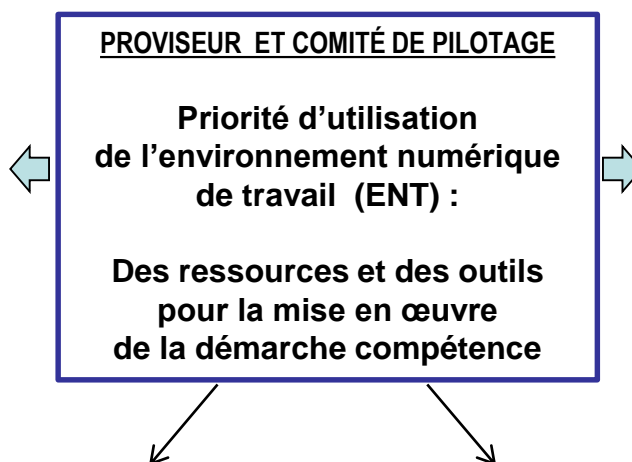 PROVISEUR ET COMITÉ DE PILOTAGE
Priorité d’utilisation
de l’environnement numérique
de travail (ENT) :
Des ressources et des outils
pour la mise en œuvre
de la démarche compétence